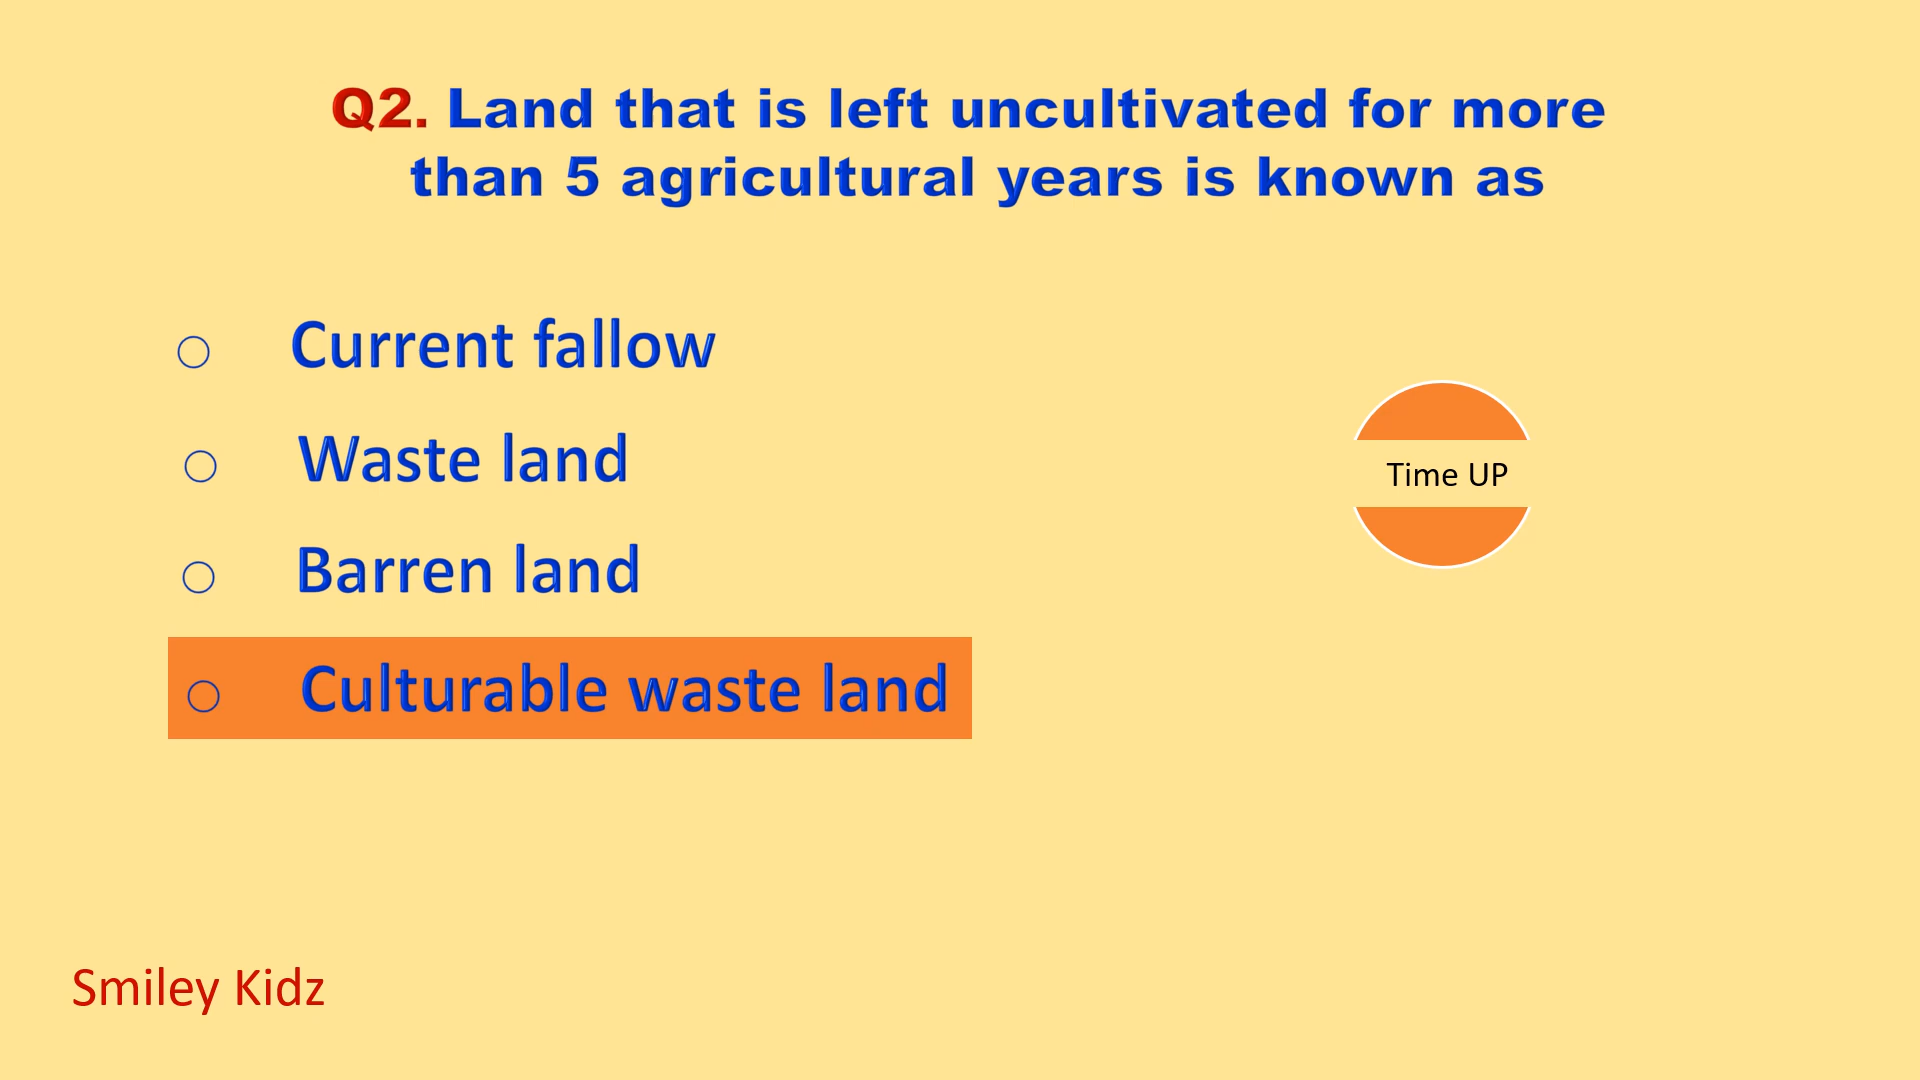 Q2. Land that is left uncultivated for more
than 5 agricultural years is known as
Current fallow
Waste land
Time UP
Barren land
Culturable waste land
Smiley Kidz